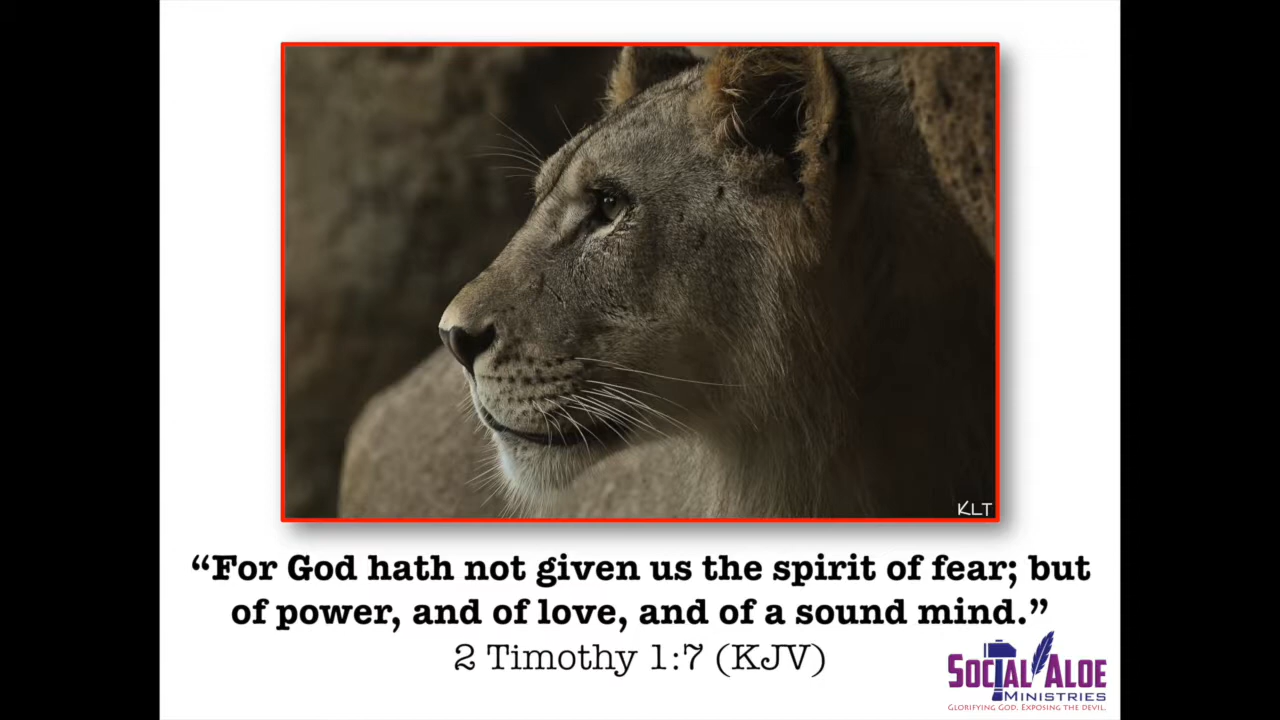 KLT
“For God hath not given us the spirit of fear; but
of power, and of love, and of a sound mind.”
2 Timothy 1:7 (KJV)
SOCIAL ALOE
MINISTRIES
GLORIFYING GOD. EXPOSING THE DEVIL.